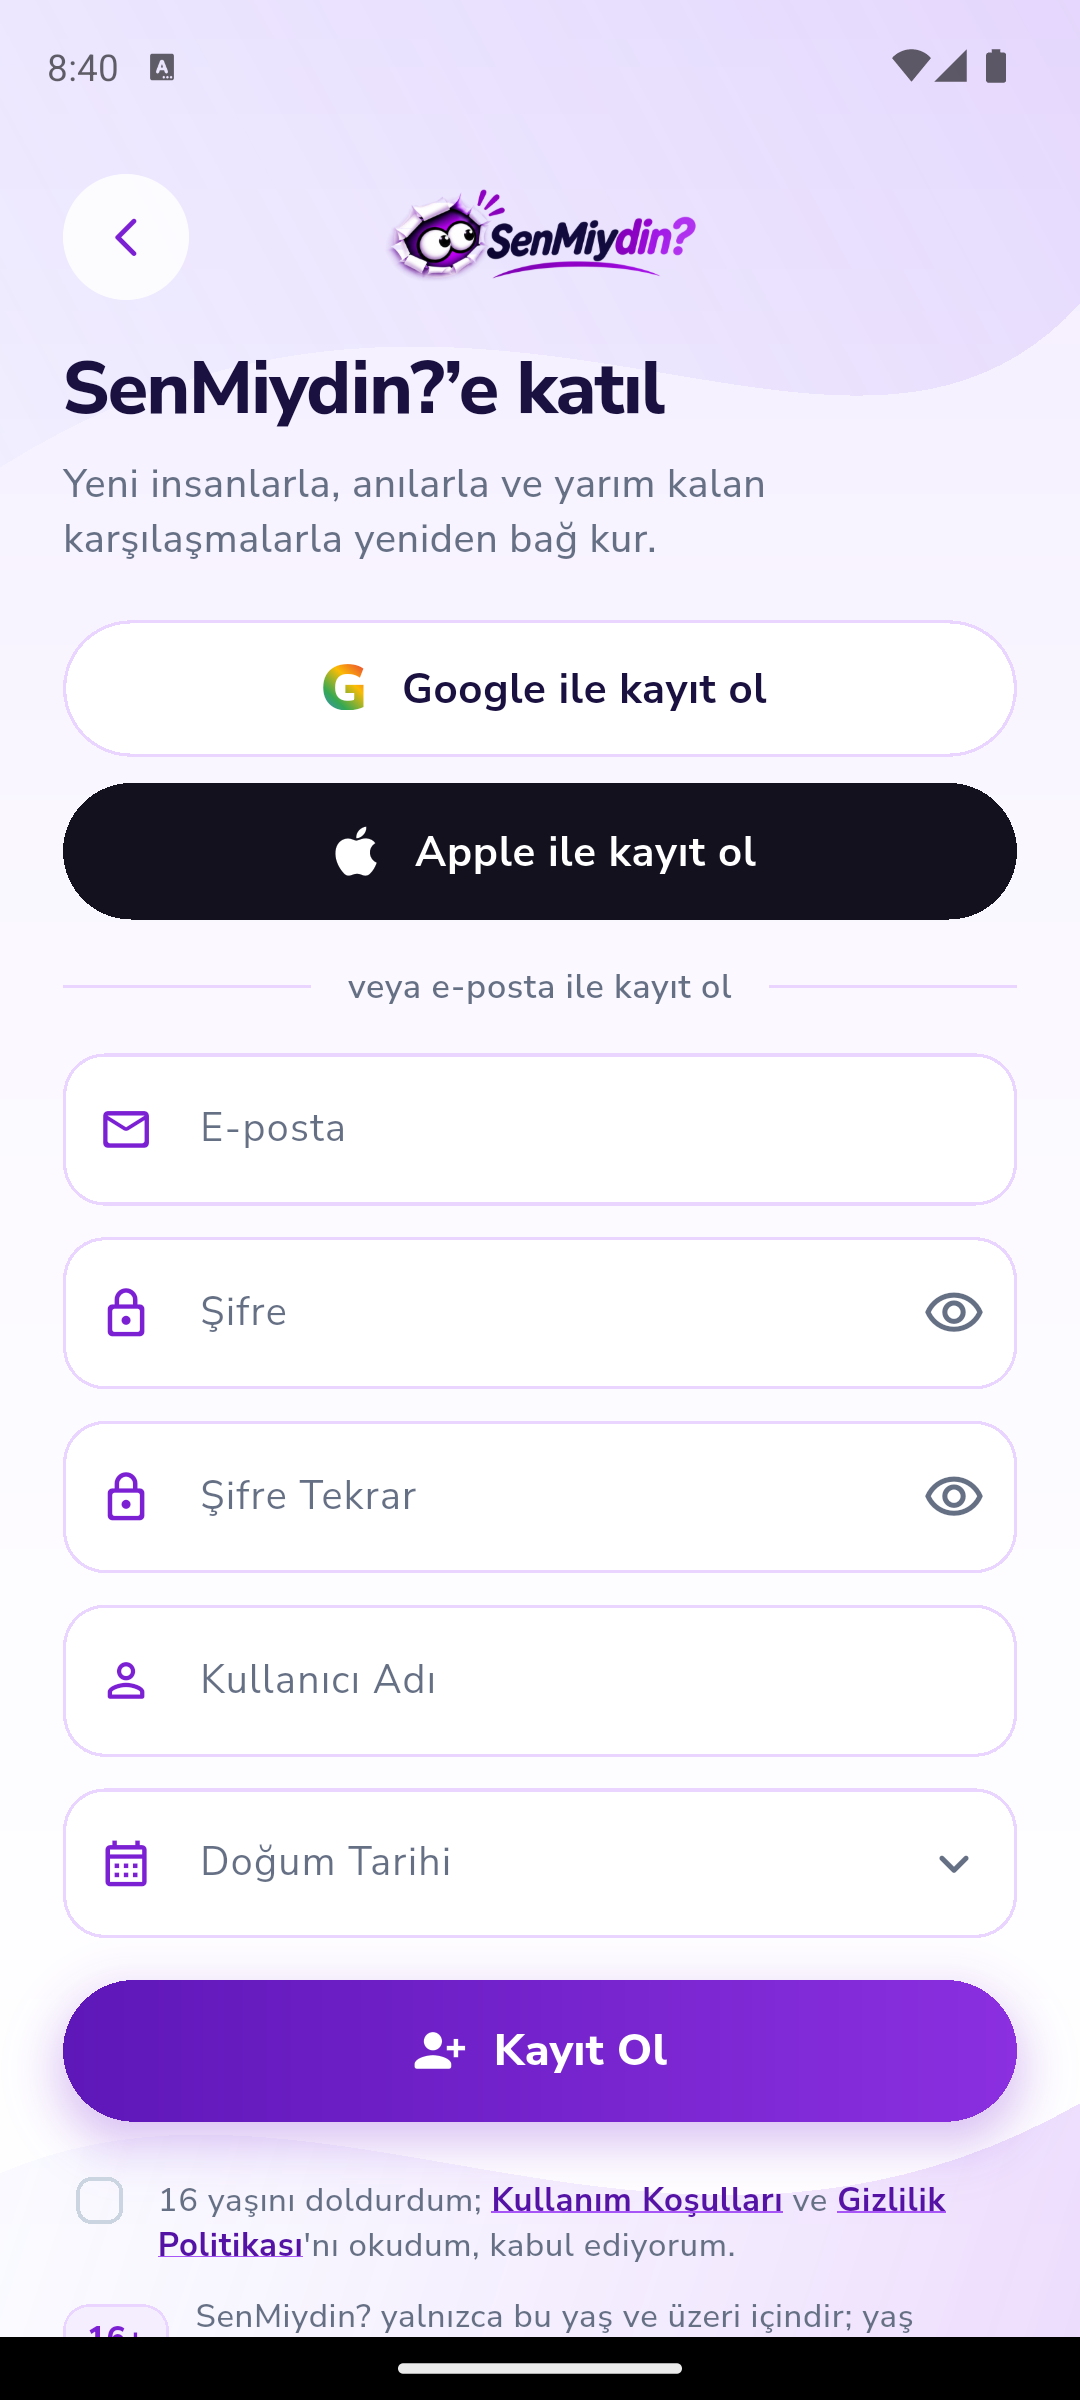 8:40
SenMiydin?
SenMiydin?’e katıl
Yeni insanlarla, anılarla ve yarım kalan
karşılaşmalarla yeniden bağ kur.
Google ile kayıt ol
Apple ile kayıt ol
veya e-posta ile kayıt ol
E-posta
Şifre
Şifre Tekrar
Kullanıcı Adı
Doğum Tarihi
Kayıt Ol
16 yaşını doldurdum; Kullanım Koşulları ve Gizlilik
Politikası'nı okudum, kabul ediyorum.
SenMiydin? yalnızca bu yaş ve üzeri içindir; yaş
16+